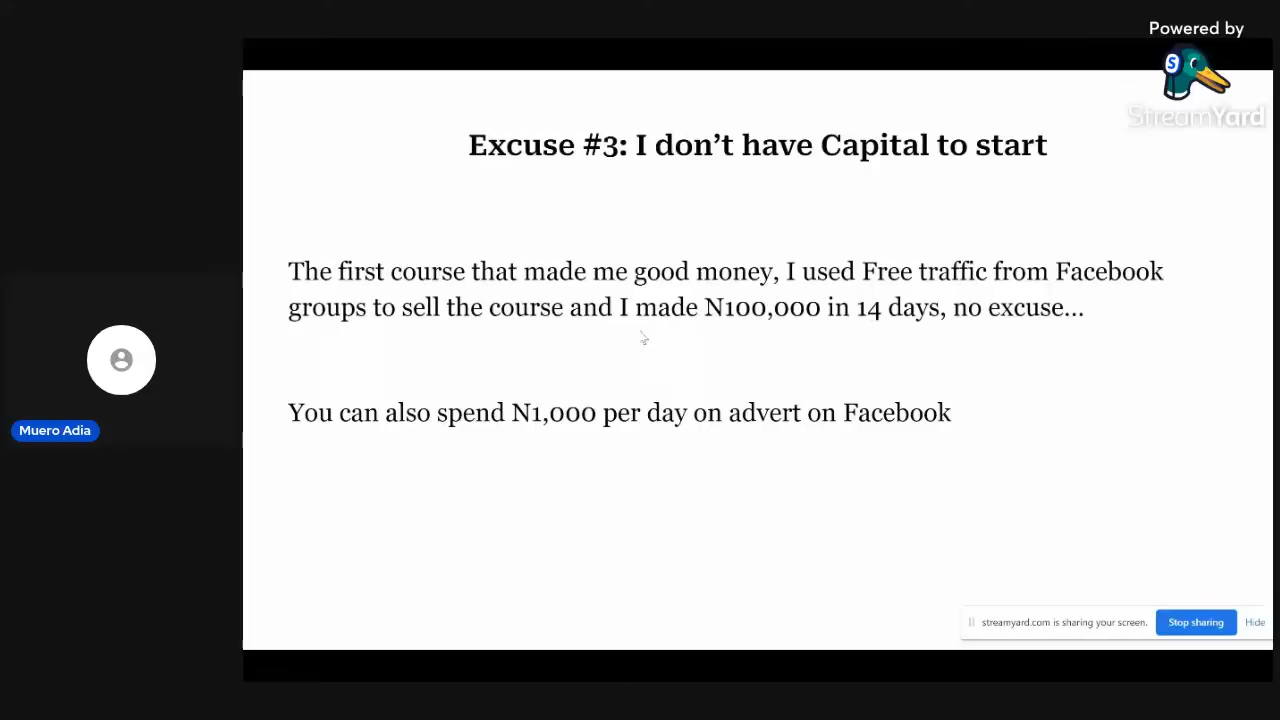 Powered by
S
StreamYard
Excuse #3: I don’t have Capital to start
The first course that made me good money, I used Free traffic from Facebook
groups to sell the course and I made N100,000 in 14 days, no excuse...
You can also spend N1,000 per day on advert on Facebook
Muero Adia
streamyard.com is sharing your screen.
Stop sharing
Hide